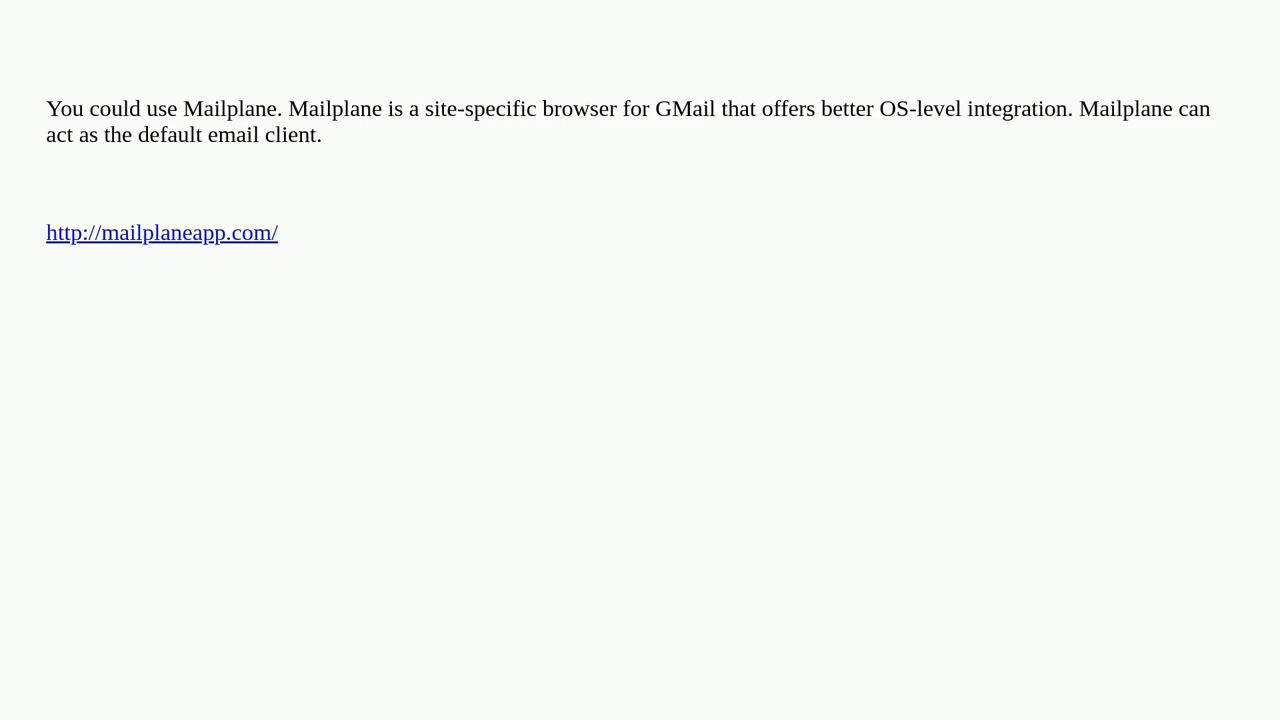 You could use Mailplane. Mailplane is a site-specific browser for GMail that offers better OS-level integration. Mailplane can
act as the default email client.
http://mailplaneapp.com/